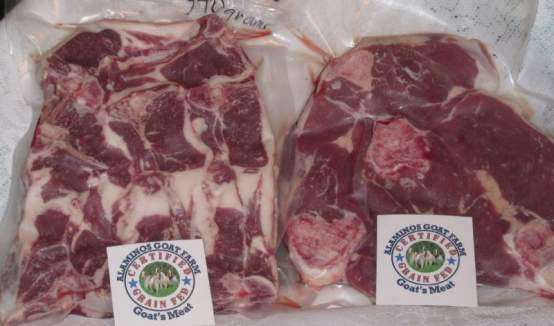 ALAMINOS GOAT FARM
CERTIFIED
GRAIN FED
Goat's Meat
ALAMINOS GOAT FARM
CERTIFIED
GRAIN FED
Goat's Meat